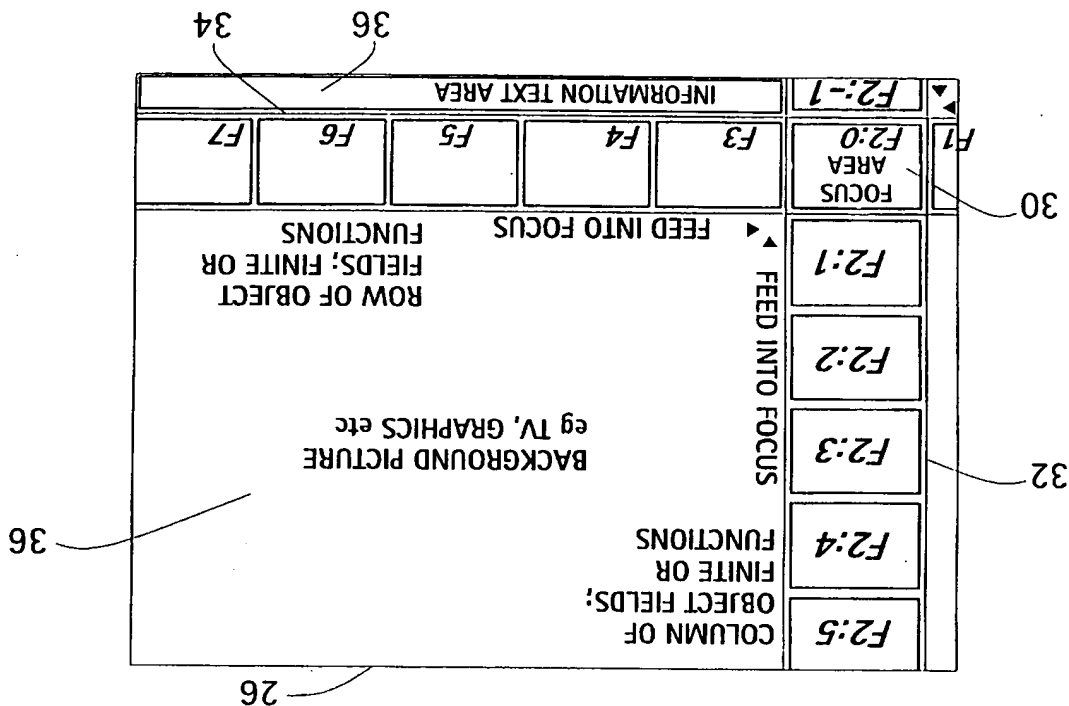 26
F2:5
COLUMN OF
OBJECT FIELDS;
FINITE OR
FUNCTIONS
F2:4
36
32
F2:3
BACKGROUND PICTURE
eg TV, GRAPHICS etc
F2:2
FEED INTO FOCUS
F2:1
ROW OF OBJECT
FIELDS; FINITE OR
FUNCTIONS
FEED INTO FOCUS
30
FOCUS
AREA
F1
F2:0
F3
F4
F5
F6
F7
F2:-1
INFORMATION TEXT AREA
36
34